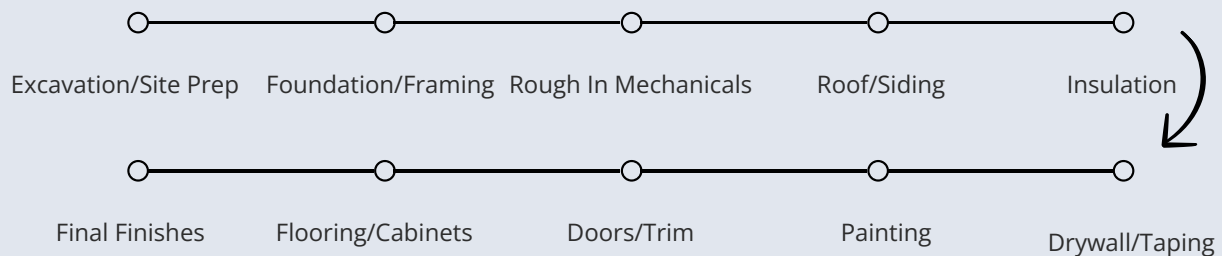 Excavation/Site Prep
Foundation/Framing
Rough In Mechanicals
Roof/Siding
Insulation
Final Finishes
Flooring/Cabinets
Doors/Trim
Painting
Drywall/Taping